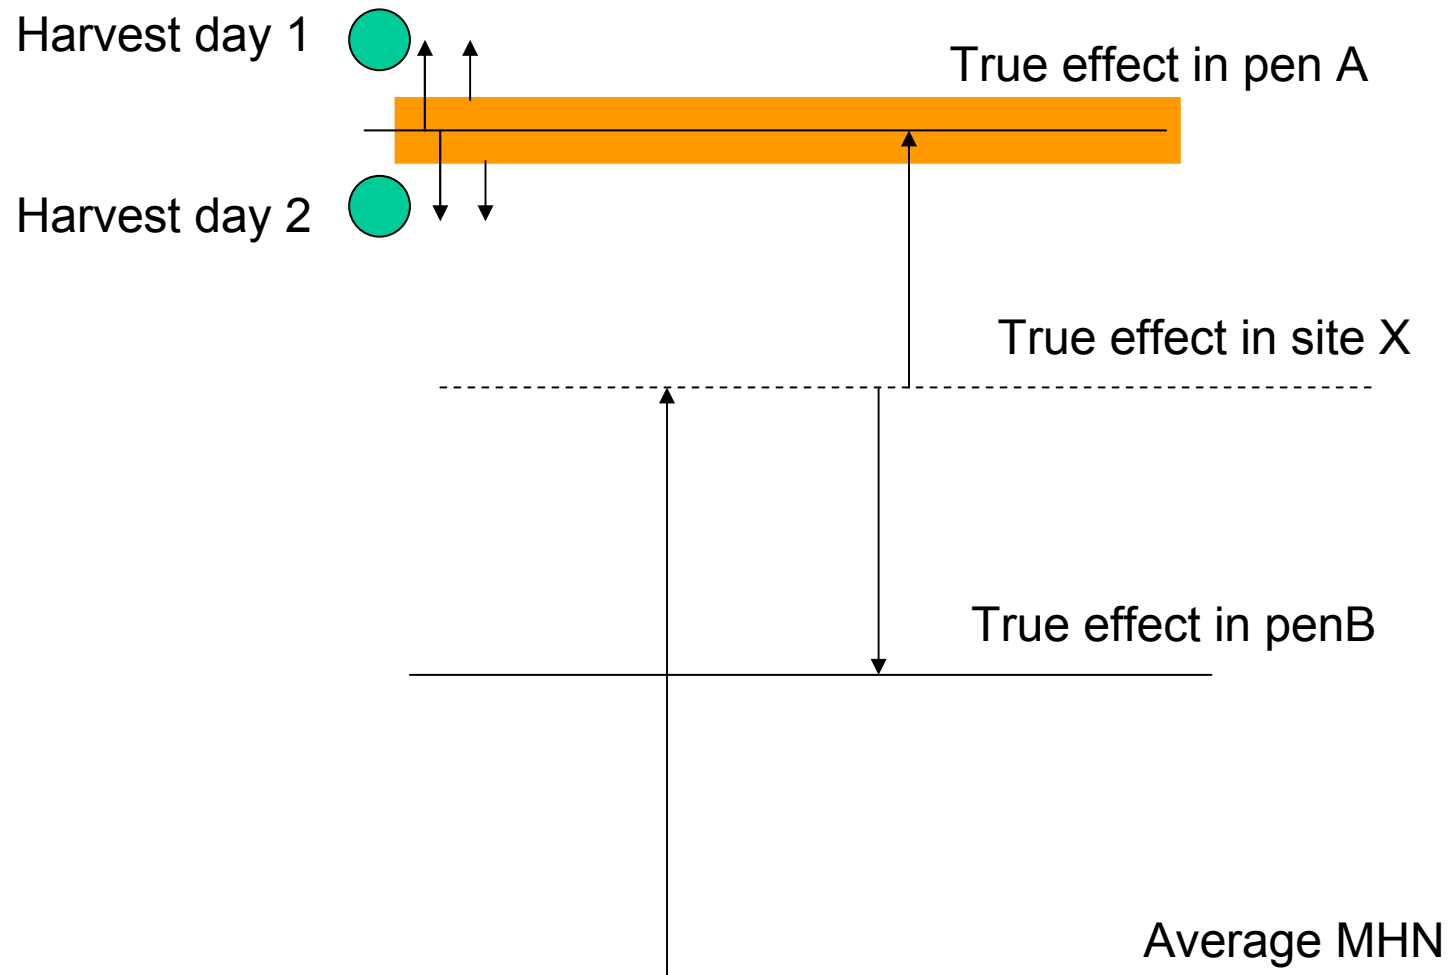 Harvest day 1
True effect in pen A
Harvest day 2
True effect in site X
True effect in penB
Average MHN